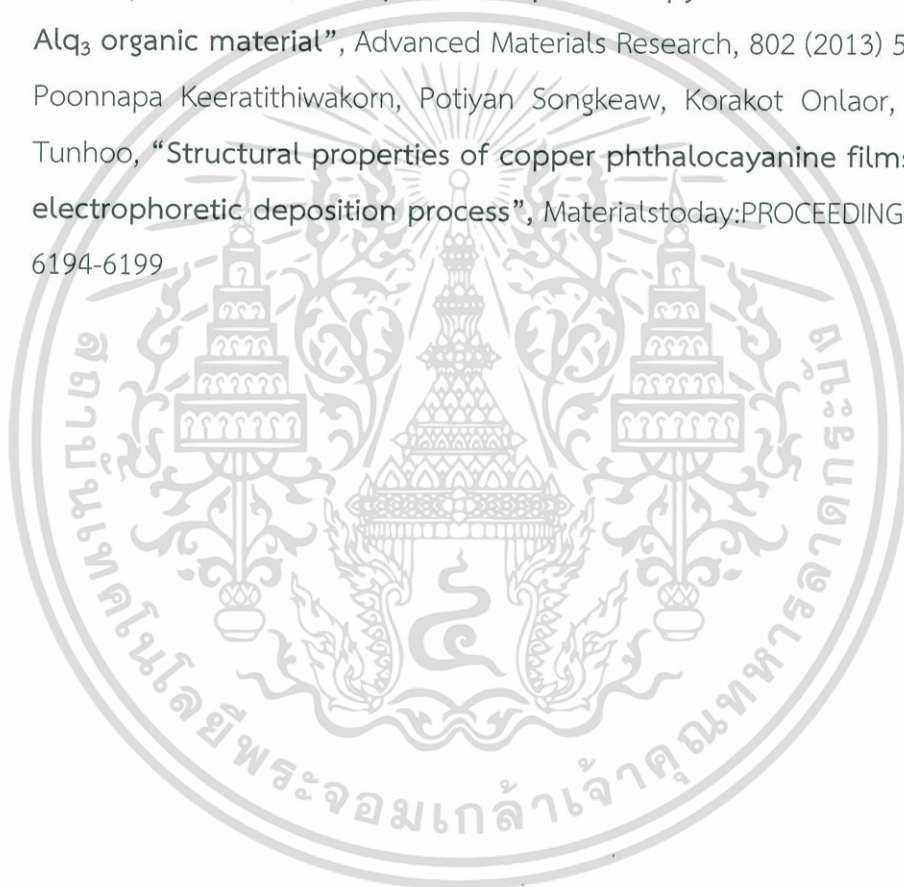 Alq₃ organic material”, Advanced Materials Research, 802 (2013) 5
Poonnapa Keeratithiwakorn, Potiyan Songkeaw, Korakot Onlaor,
Tunhoo, “Structural properties of copper phthalocayanine films
electrophoretic deposition process”, Materialstoday:PROCEEDING
6194-6199
สถาบันเทคโนโลยีพระจอมเกล้าเจ้าคุณทหารลาดกระบัง
๔